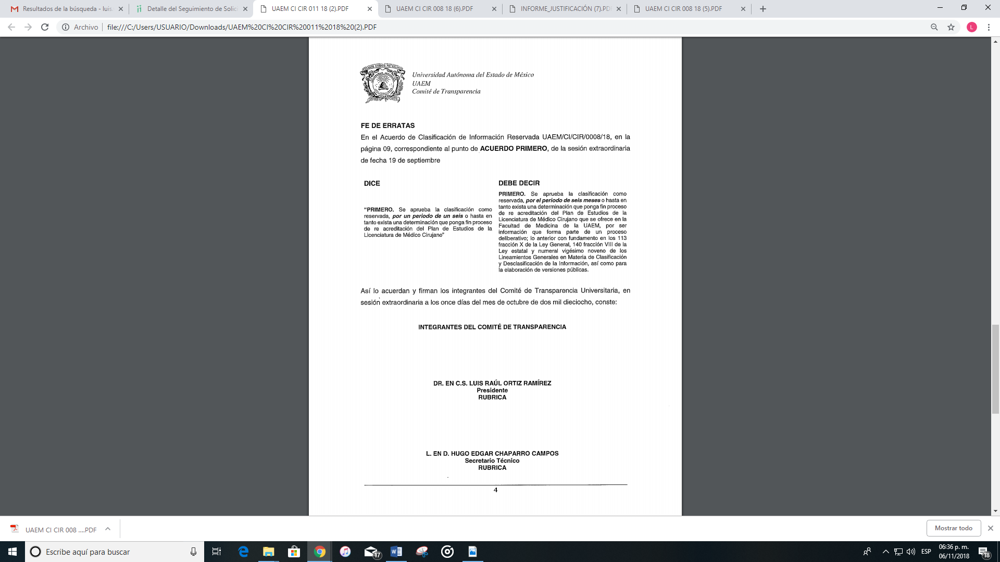 Resultados de la búsqueda - luis.
Detalle del Seguimiento de Solici
UAEM CI CIR 011 18 (2).PDF
UAEM CI CIR 008 18 (6).PDF
INFORME_JUSTIFICACIÓN (7).PD
UAEM CI CIR 008 18 (5).PDF
Archivo
file:///C:/Users/USUARIO/Downloads/UAEM%20CI%20CIR%20011%2018%20(2).PDF
L
Universidad Autónoma del Estado de México
UAEM
Comité de Transparencia
FE DE ERRATAS
En el Acuerdo de Clasificación de Información Reservada UAEM/CI/CIR/0008/18, en la
página 09, correspondiente al punto de ACUERDO PRIMERO, de la sesión extraordinaria
de fecha 19 de septiembre
DICE
"PRIMERO. Se aprueba la clasificación como
reservada, por un periodo de un seis o hasta en
tanto exista una determinación que ponga fin proceso
de re acreditación del Plan de Estudios de la
Licenciatura de Médico Cirujano"
DEBE DECIR
PRIMERO. Se aprueba la clasificación como
reservada, por el periodo de seis meses o hasta en
tanto exista una determinación que ponga fin proceso
de re acreditación del Plan de Estudios de la
Licenciatura de Médico Cirujano que se ofrece en la
Facultad de Medicina de la UAEM, por ser
información que forma parte de un proceso
deliberativo; lo anterior con fundamento en los 113
fracción X de la Ley General, 140 fracción VIII de la
Ley estatal y numeral vigésimo noveno de los
Lineamientos Generales en Materia de Clasificación
y Desclasificación de la Información, así como para
la elaboración de versiones públicas.
Así lo acuerdan y firman los integrantes del Comité de Transparencia Universitaria, en
sesión extraordinaria a los once días del mes de octubre de dos mil dieciocho, conste:
INTEGRANTES DEL COMITÉ DE TRANSPARENCIA
DR. EN C.S. LUIS RAÚL ORTIZ RAMÍREZ
Presidente
RUBRICA
L. EN D. HUGO EDGAR CHAPARRO CAMPOS
Secretario Técnico
RUBRICA
4
UAEM CI CIR 008 ....PDF
Mostrar todo
Escribe aquí para buscar
17
ESP
06:36 p. m.
06/11/2018
18